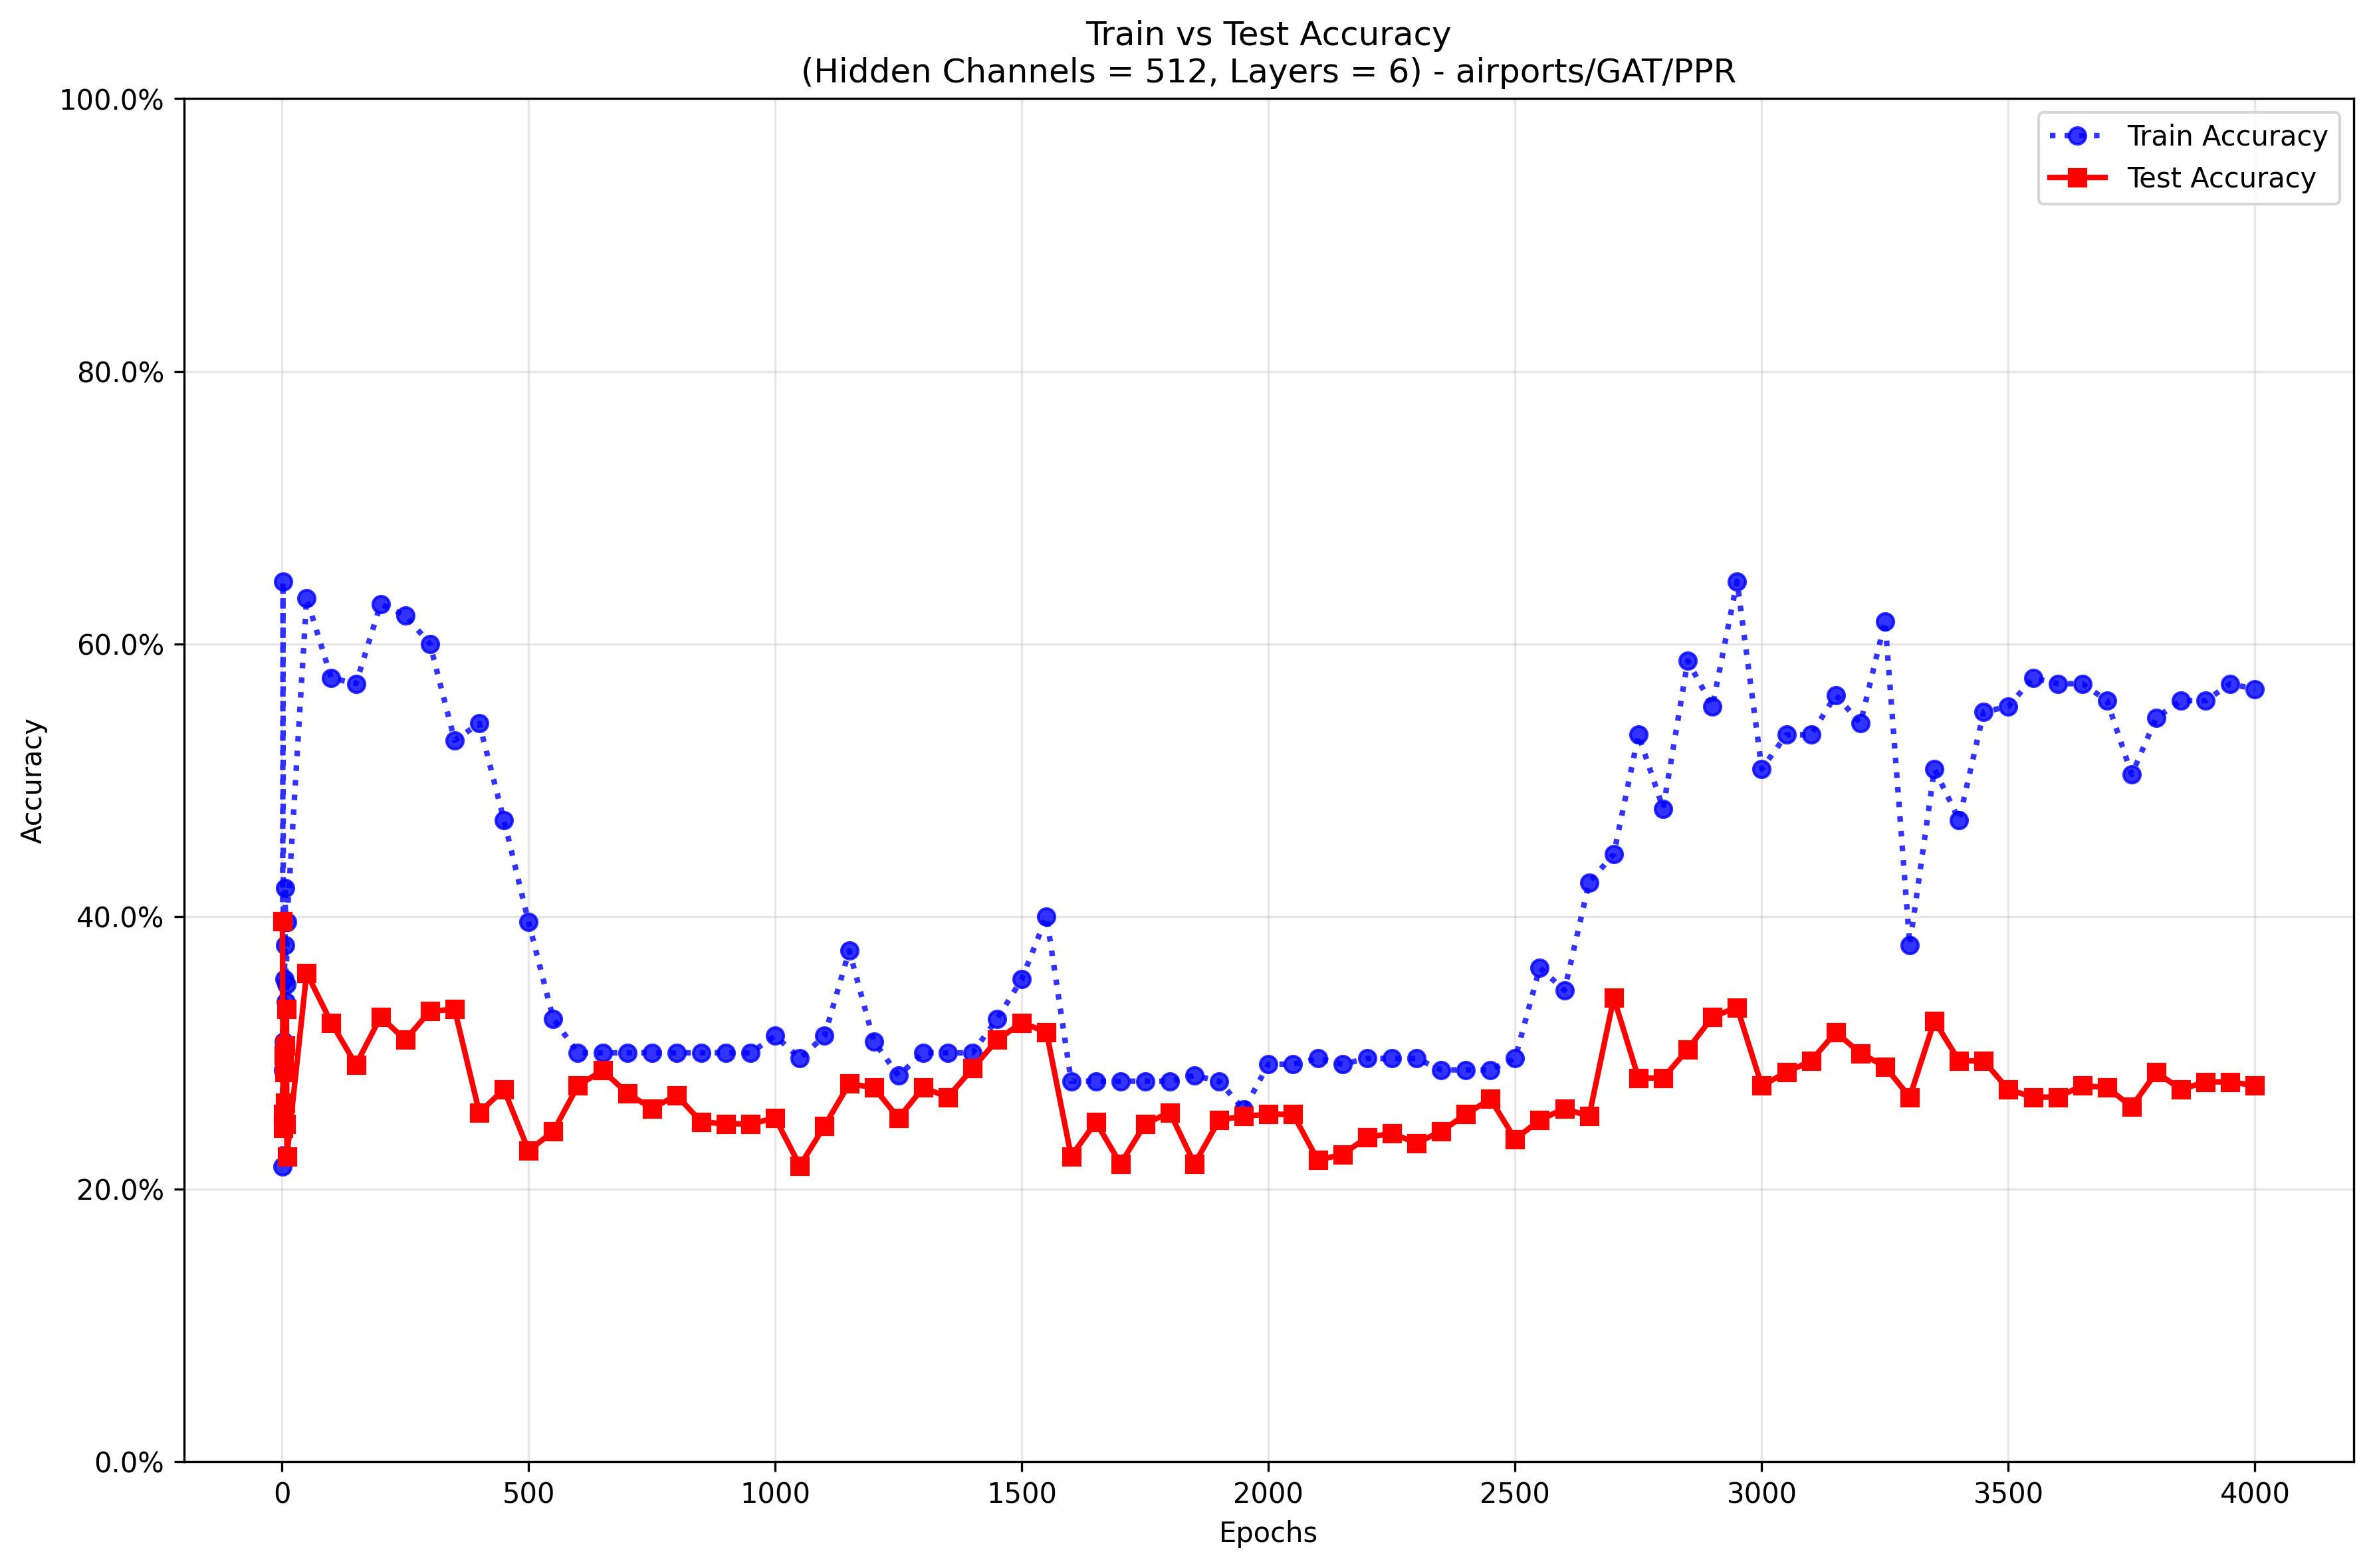 Train vs Test Accuracy
(Hidden Channels = 512, Layers = 6) - airports/GAT/PPR
100.0%
80.0%
60.0%
40.0%
20.0%
0.0%
Accuracy
Train Accuracy
Test Accuracy
0 500 1000 1500 2000 2500 3000 3500 4000
Epochs